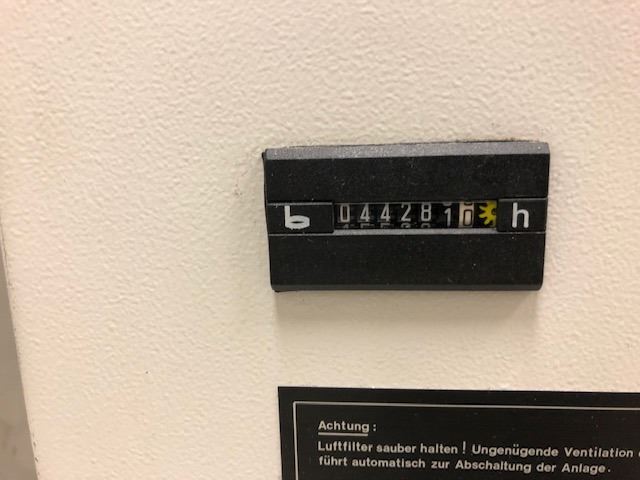 0442810 h
Achtung:
Luftfilter sauber halten! Ungenügende Ventilation
führt automatisch zur Abschaltung der Anlage.